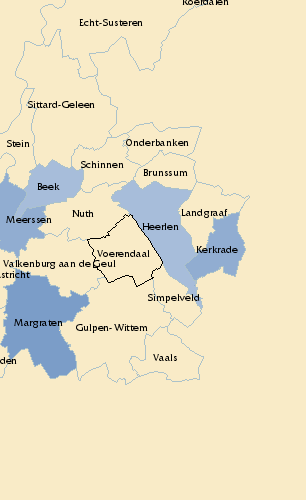 Roerdalen
Echt-Susteren
Sittard-Geleen
Stein
Onderbanken
Schinnen
Brunssum
Beek
Nuth
Landgraaf
Meerssen
Heerlen
Kerkrade
Voerendaal
Valkenburg aan de Geul
stricht
Simpelveld
Margraten
Gulpen- Wittem
Vaals
den